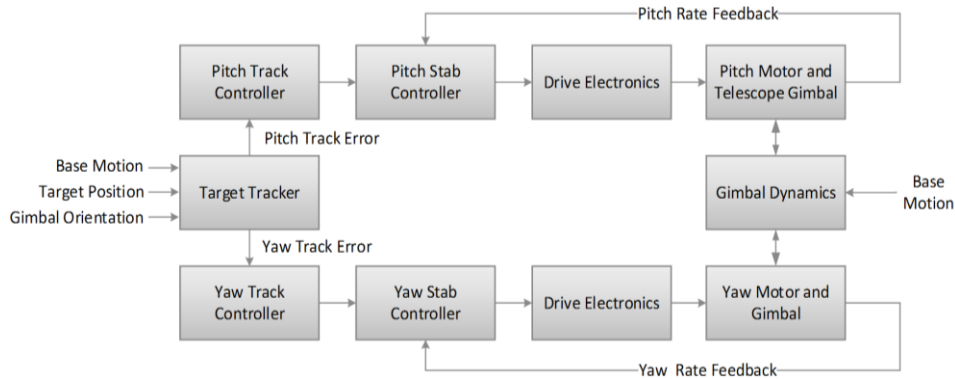 Pitch Rate Feedback
Pitch Track
Controller
Pitch Stab
Controller
Drive Electronics
Pitch Motor and
Telescope Gimbal
Pitch Track Error
Base Motion
Target Position
Gimbal Orientation
Target Tracker
Gimbal Dynamics
Base
Motion
Yaw Track Error
Yaw Track
Controller
Yaw Stab
Controller
Drive Electronics
Yaw Motor and
Gimbal
Yaw Rate Feedback